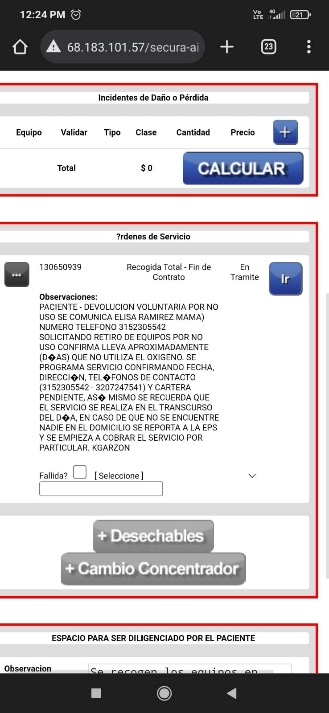 12:24 PM
Vo LTE 4G 21
68.183.101.57/secura-ai
23
Incidentes de Daño o Pérdida
Equipo Validar Tipo Clase Cantidad Precio +
Total $ 0 CALCULAR
?rdenes de Servicio
... 130650939 Recogida Total - Fin de Contrato En Tramite Ir
Observaciones:
PACIENTE - DEVOLUCION VOLUNTARIA POR NO
USO SE COMUNICA ELISA RAMIREZ MAMA)
NUMERO TELEFONO 3152305542
SOLICITANDO RETIRO DE EQUIPOS POR NO
USO CONFIRMA LLEVA APROXIMADAMENTE
(D�AS) QUE NO UTILIZA EL OXIGENO. SE
PROGRAMA SERVICIO CONFIRMANDO FECHA,
DIRECCI�N, TEL�FONOS DE CONTACTO
(3152305542 - 3207247541) Y CARTERA
PENDIENTE, AS� MISMO SE RECUERDA QUE
EL SERVICIO SE REALIZA EN EL TRANSCURSO
DEL D�A, EN CASO DE QUE NO SE ENCUENTRE
NADIE EN EL DOMICILIO SE REPORTA A LA EPS
Y SE EMPIEZA A COBRAR EL SERVICIO POR
PARTICULAR. KGARZON
Fallida? [ Seleccione ]
+ Desechables
+ Cambio Concentrador
ESPACIO PARA SER DILIGENCIADO POR EL PACIENTE
Observacion Se recogen los equipos en